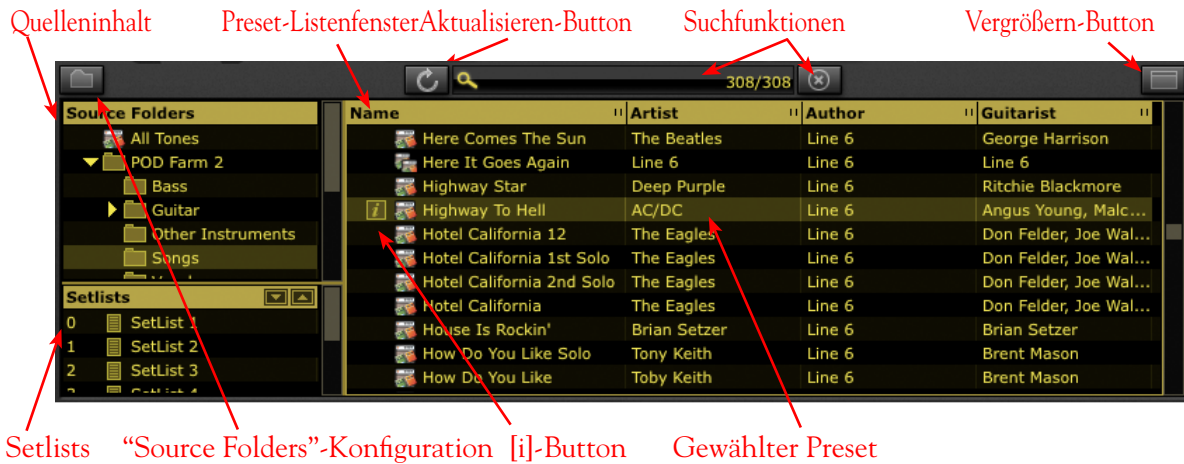 Quelleninhalt Preset-Listenfenster Aktualisieren-Button Suchfunktionen Vergrößern-Button
308/308
Source Folders
All Tones
POD Farm 2
Bass
Guitar
Other Instruments
Songs
Setlists
0 SetList 1
1 SetList 2
2 SetList 3
Name Artist Author Guitarist
Here Comes The Sun The Beatles Line 6 George Harrison
Here It Goes Again Line 6 Line 6 Line 6
Highway Star Deep Purple Line 6 Ritchie Blackmore
i Highway To Hell AC/DC Line 6 Angus Young, Malc...
Hotel California 12 The Eagles Line 6 Don Felder, Joe Wal...
Hotel California 1st Solo The Eagles Line 6 Don Felder, Joe Wal...
Hotel California 2nd Solo The Eagles Line 6 Don Felder, Joe Wal...
Hotel California The Eagles Line 6 Don Felder, Joe Wal...
House Is Rockin' Brian Setzer Line 6 Brian Setzer
How Do You Like Solo Tony Keith Line 6 Brent Mason
How Do You Like Toby Keith Line 6 Brent Mason
Setlists “Source Folders”-Konfiguration [i]-Button Gewählter Preset